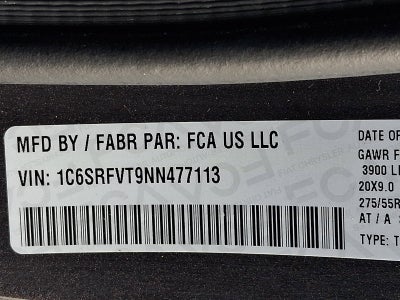 MFD BY / FABR PAR: FCA US LLC
VIN: 1C6SRFVT9NN477113
DATE OF
GAWR F
3900 L
20X9.0
275/55R
AT / A
TYPE: T